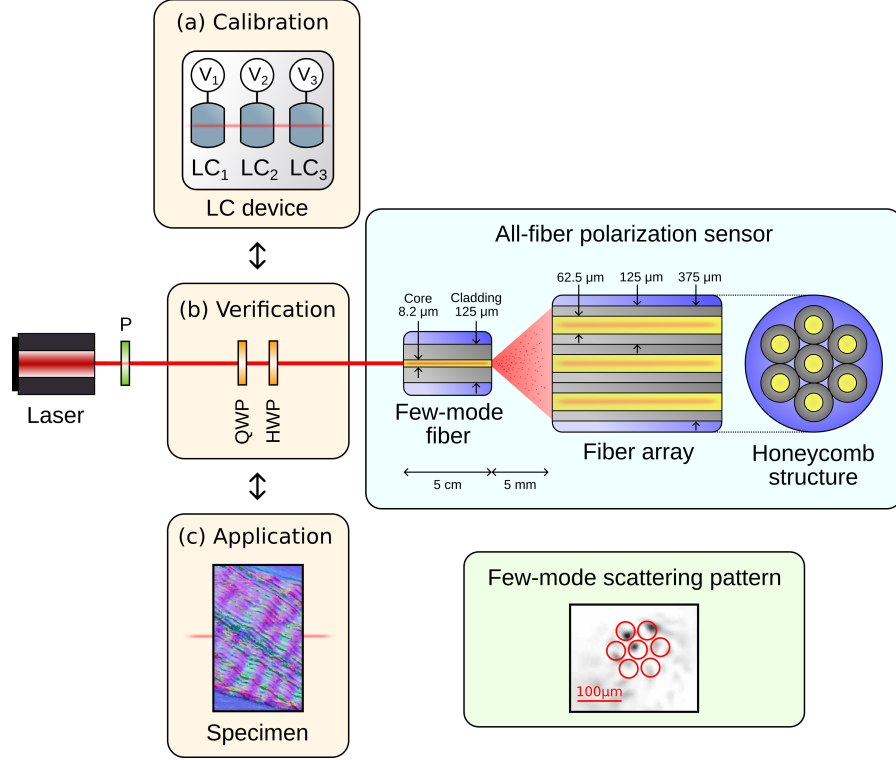 (a) Calibration
V1 V2 V3
LC1 LC2 LC3
LC device
(b) Verification
P
Laser
QWP
HWP
All-fiber polarization sensor
62.5 μm 125 μm 375 μm
Core
8.2 μm
Cladding
125 μm
Few-mode
fiber
Fiber array
Honeycomb
structure
5 cm 5 mm
(c) Application
Specimen
Few-mode scattering pattern
100μm